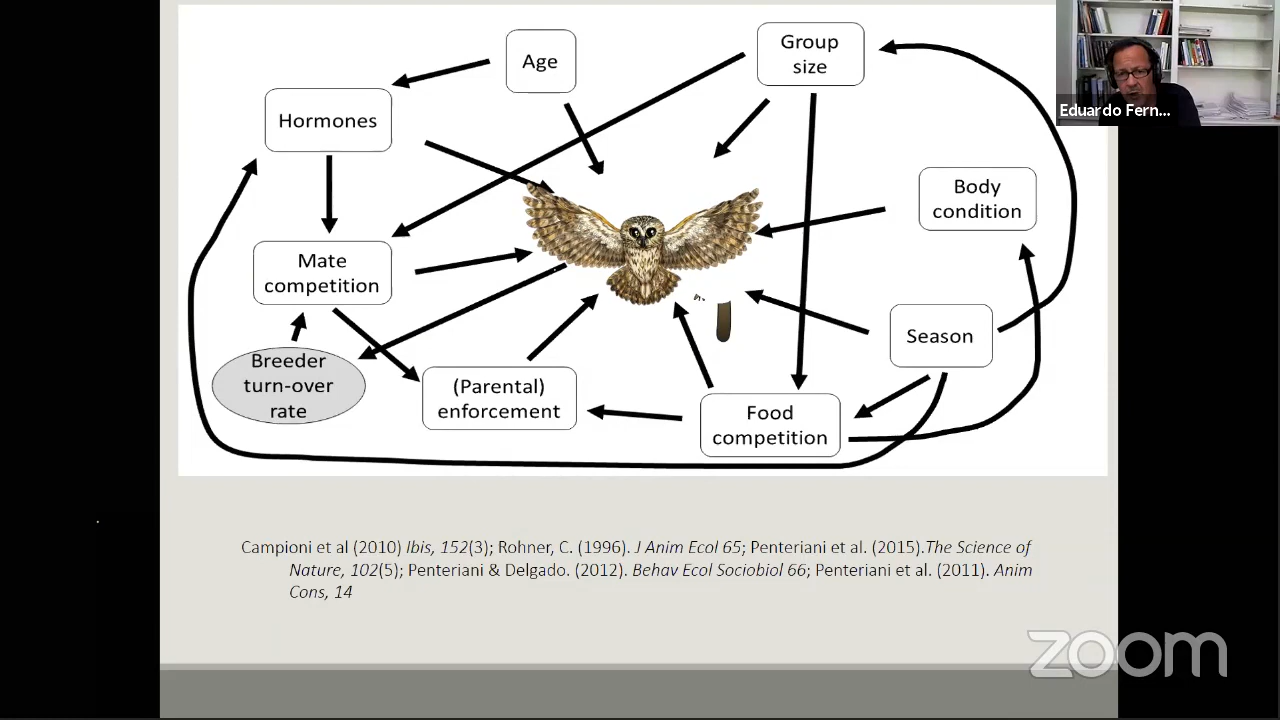 Age
Group
size
Eduardo Fern...
Hormones
Body
condition
Mate
competition
Season
Breeder
turn-over
rate
(Parental)
enforcement
Food
competition
Campioni et al (2010) Ibis, 152(3); Rohner, C. (1996). J Anim Ecol 65; Penteriani et al. (2015).The Science of
Nature, 102(5); Penteriani & Delgado. (2012). Behav Ecol Sociobiol 66; Penteriani et al. (2011). Anim
Cons, 14
zoom